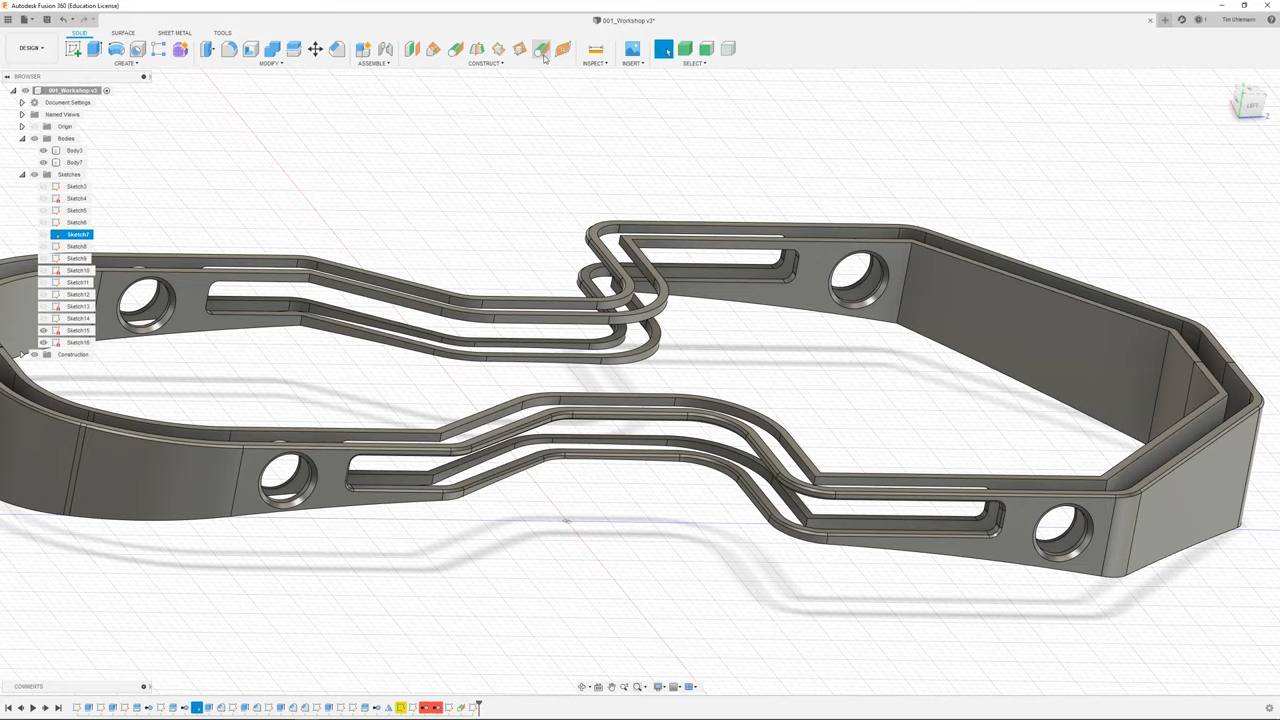 Autodesk Fusion 360 (Education License)
001_Workshop v3*
1
Tim Uhlemann
DESIGN
SOLID
SURFACE
SHEET METAL
TOOLS
CREATE
MODIFY
ASSEMBLE
CONSTRUCT
INSPECT
INSERT
SELECT
BROWSER
001_Workshop v3
Document Settings
Named Views
Origin
Bodies
Body3
Body7
Sketches
Sketch3
Sketch4
Sketch5
Sketch6
Sketch7
Sketch8
Sketch9
Sketch10
Sketch11
Sketch12
Sketch13
Sketch14
Sketch15
Sketch16
Construction
LEFT
Z
COMMENTS